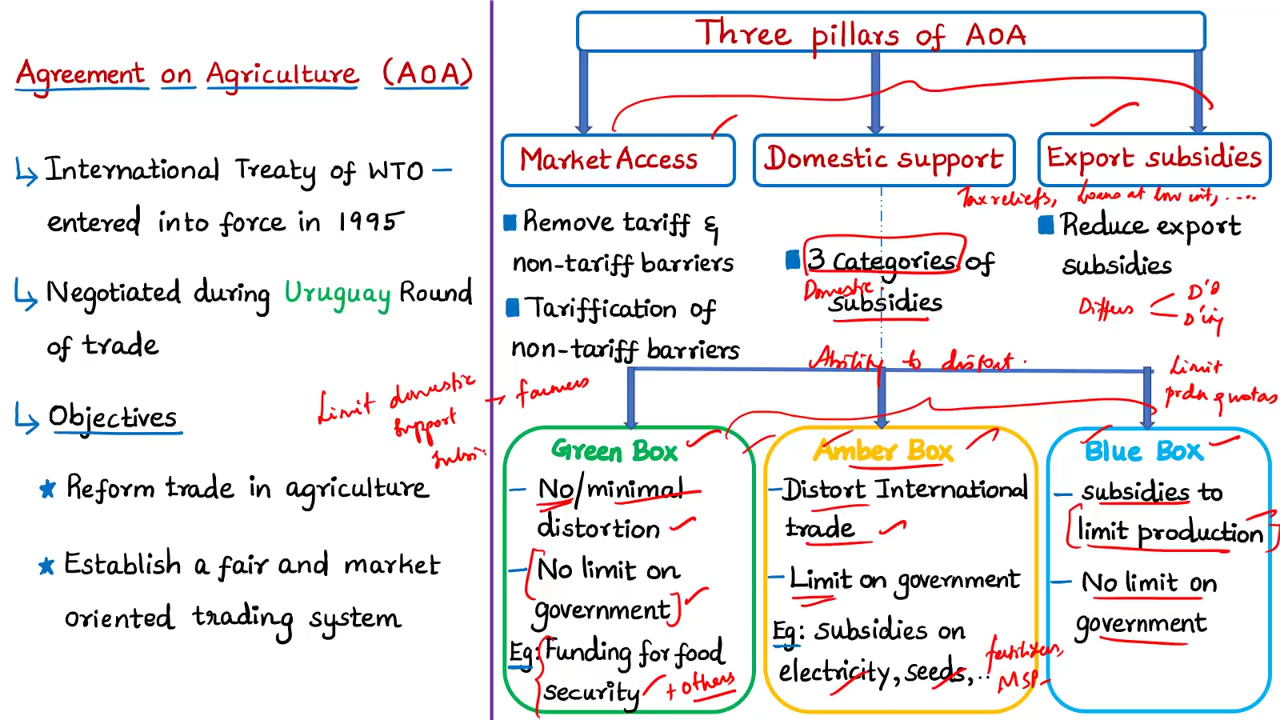 Agreement on Agriculture (AOA)
↳ International Treaty of WTO –
entered into force in 1995
↳ Negotiated during Uruguay Round
of trade
↳ Objectives
★ Reform trade in agriculture
★ Establish a fair and market
oriented trading system
Limit domestic → farmers
support
subsi
Three pillars of AOA
Market Access
■ Remove tariff &
non-tariff barriers
■ Tariffication of
non-tariff barriers
Domestic support
■ 3 categories of
Domestic
subsidies
Ability to distort.
Export subsidies
Tax reliefs, Loans at low int, ....
■ Reduce export
subsidies
Differs D'ed
D'ing
Limit
prdn quotas
Green Box
– No/minimal
distortion
– No limit on
government
Eg: Funding for food
security + others
Amber Box
– Distort International
trade
– Limit on government
Eg: subsidies on
electricity, seeds, ..
fertilizers,
MSP
Blue Box
– subsidies to
limit production
– No limit on
government